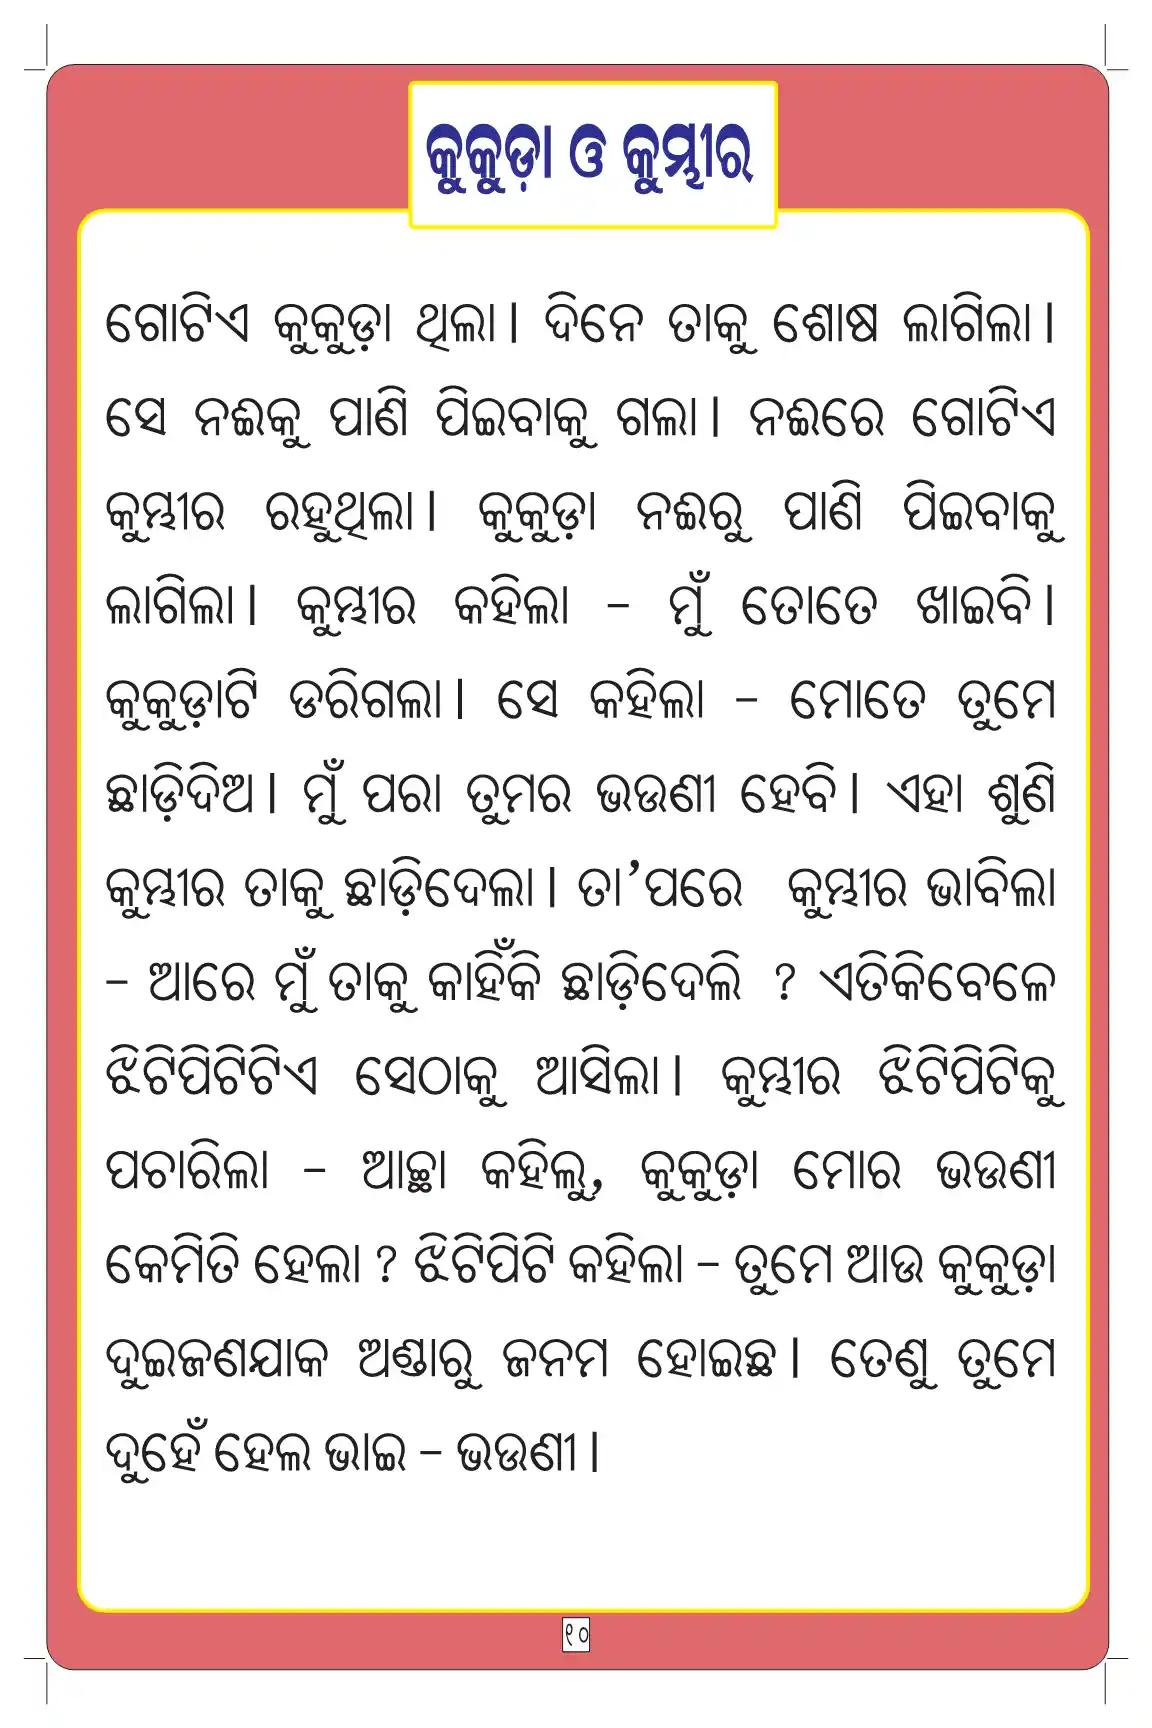 କୁକୁଡ଼ା ଓ କୁମ୍ଭୀର
ଗୋଟିଏ କୁକୁଡ଼ା ଥିଲା। ଦିନେ ତାକୁ ଶୋଷ ଲାଗିଲା।
ସେ ନଈକୁ ପାଣି ପିଇବାକୁ ଗଲା। ନଈରେ ଗୋଟିଏ
କୁମ୍ଭୀର ରହୁଥିଲା। କୁକୁଡ଼ା ନଈରୁ ପାଣି ପିଇବାକୁ
ଲାଗିଲା। କୁମ୍ଭୀର କହିଲା – ମୁଁ ତୋତେ ଖାଇବି।
କୁକୁଡ଼ାଟି ଡରିଗଲା। ସେ କହିଲା – ମୋତେ ତୁମେ
ଛାଡ଼ିଦିଅ। ମୁଁ ପରା ତୁମର ଭଉଣୀ ହେବି। ଏହା ଶୁଣି
କୁମ୍ଭୀର ତାକୁ ଛାଡ଼ିଦେଲା। ତା’ପରେ କୁମ୍ଭୀର ଭାବିଲା
– ଆରେ ମୁଁ ତାକୁ କାହିଁକି ଛାଡ଼ିଦେଲି ? ଏତିକିବେଳେ
ଝିଟିପିଟିଟିଏ ସେଠାକୁ ଆସିଲା। କୁମ୍ଭୀର ଝିଟିପିଟିକୁ
ପଚାରିଲା – ଆଚ୍ଛା କହିଲୁ, କୁକୁଡ଼ା ମୋର ଭଉଣୀ
କେମିତି ହେଲା ? ଝିଟିପିଟି କହିଲା – ତୁମେ ଆଉ କୁକୁଡ଼ା
ଦୁଇଜଣଯାକ ଅଣ୍ଡାରୁ ଜନମ ହୋଇଛ। ତେଣୁ ତୁମେ
ଦୁହେଁ ହେଲ ଭାଇ – ଭଉଣୀ।
୧୦